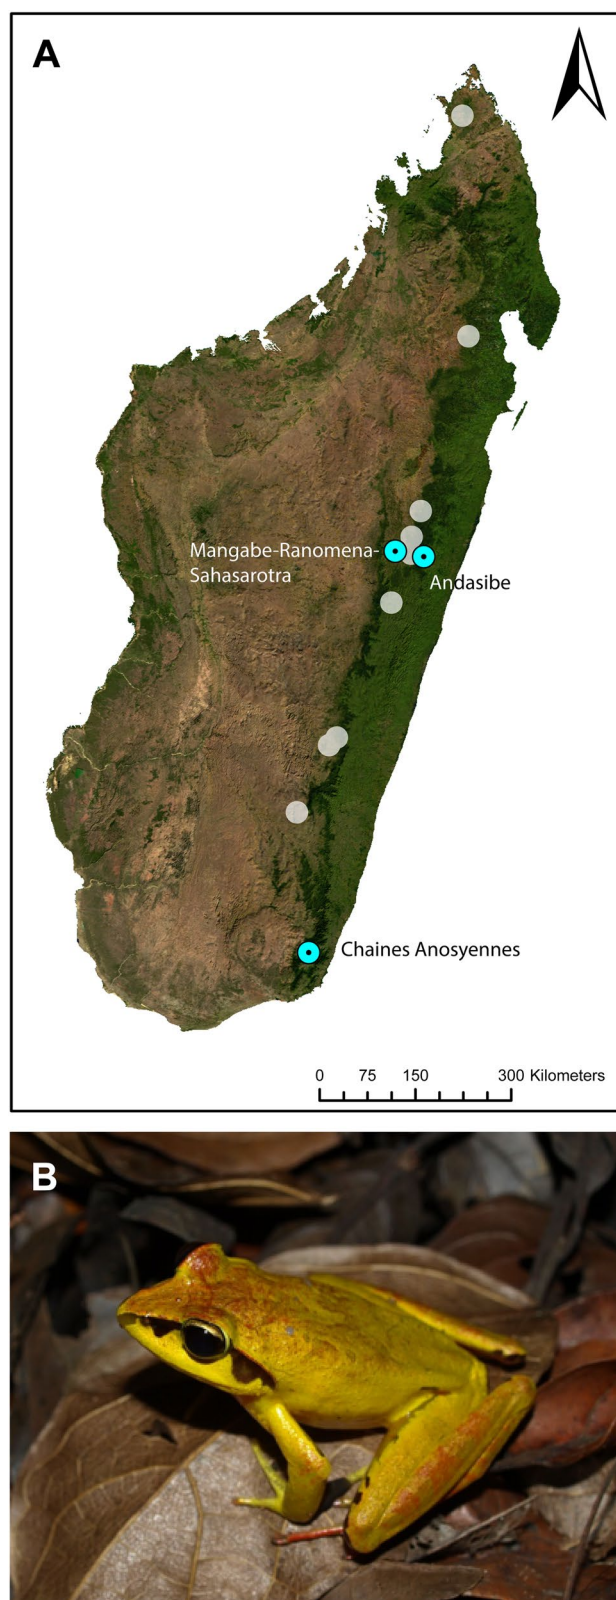 A
Mangabe-Ranomena-
Sahasarotra
Andasibe
Chaines Anosyennes
0 75 150 300 Kilometers
B